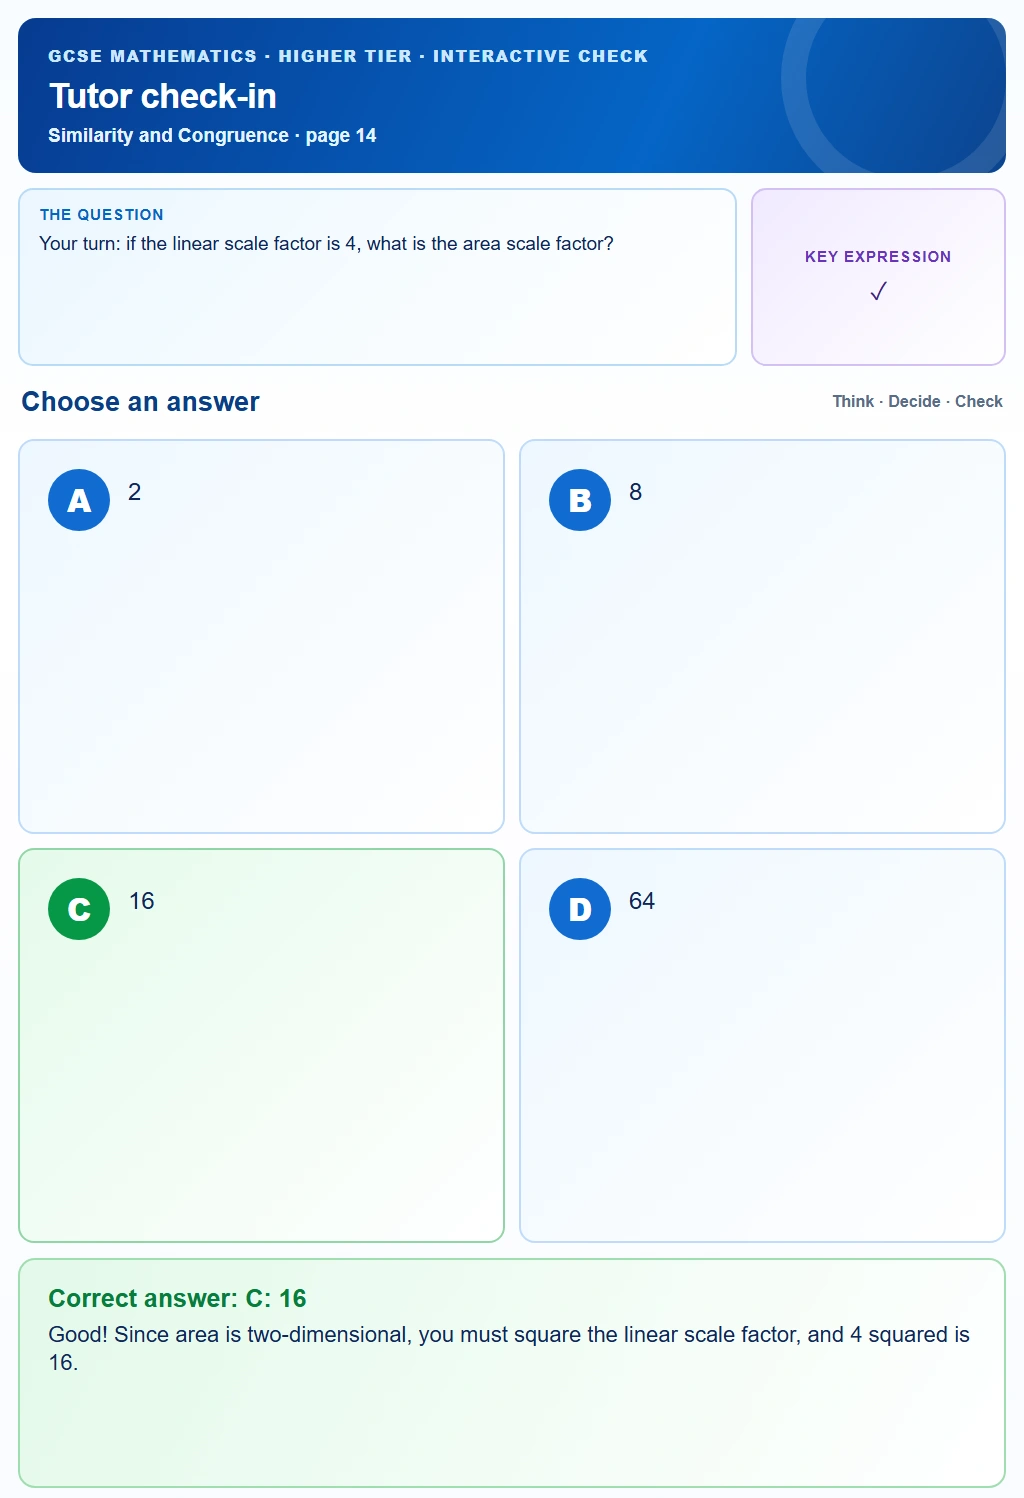 GCSE MATHEMATICS · HIGHER TIER · INTERACTIVE CHECK
Tutor check-in
Similarity and Congruence · page 14
THE QUESTION
Your turn: if the linear scale factor is 4, what is the area scale factor?
KEY EXPRESSION
✓
Choose an answer
Think · Decide · Check
A 2
B 8
C 16
D 64
Correct answer: C: 16
Good! Since area is two-dimensional, you must square the linear scale factor, and 4 squared is
16.